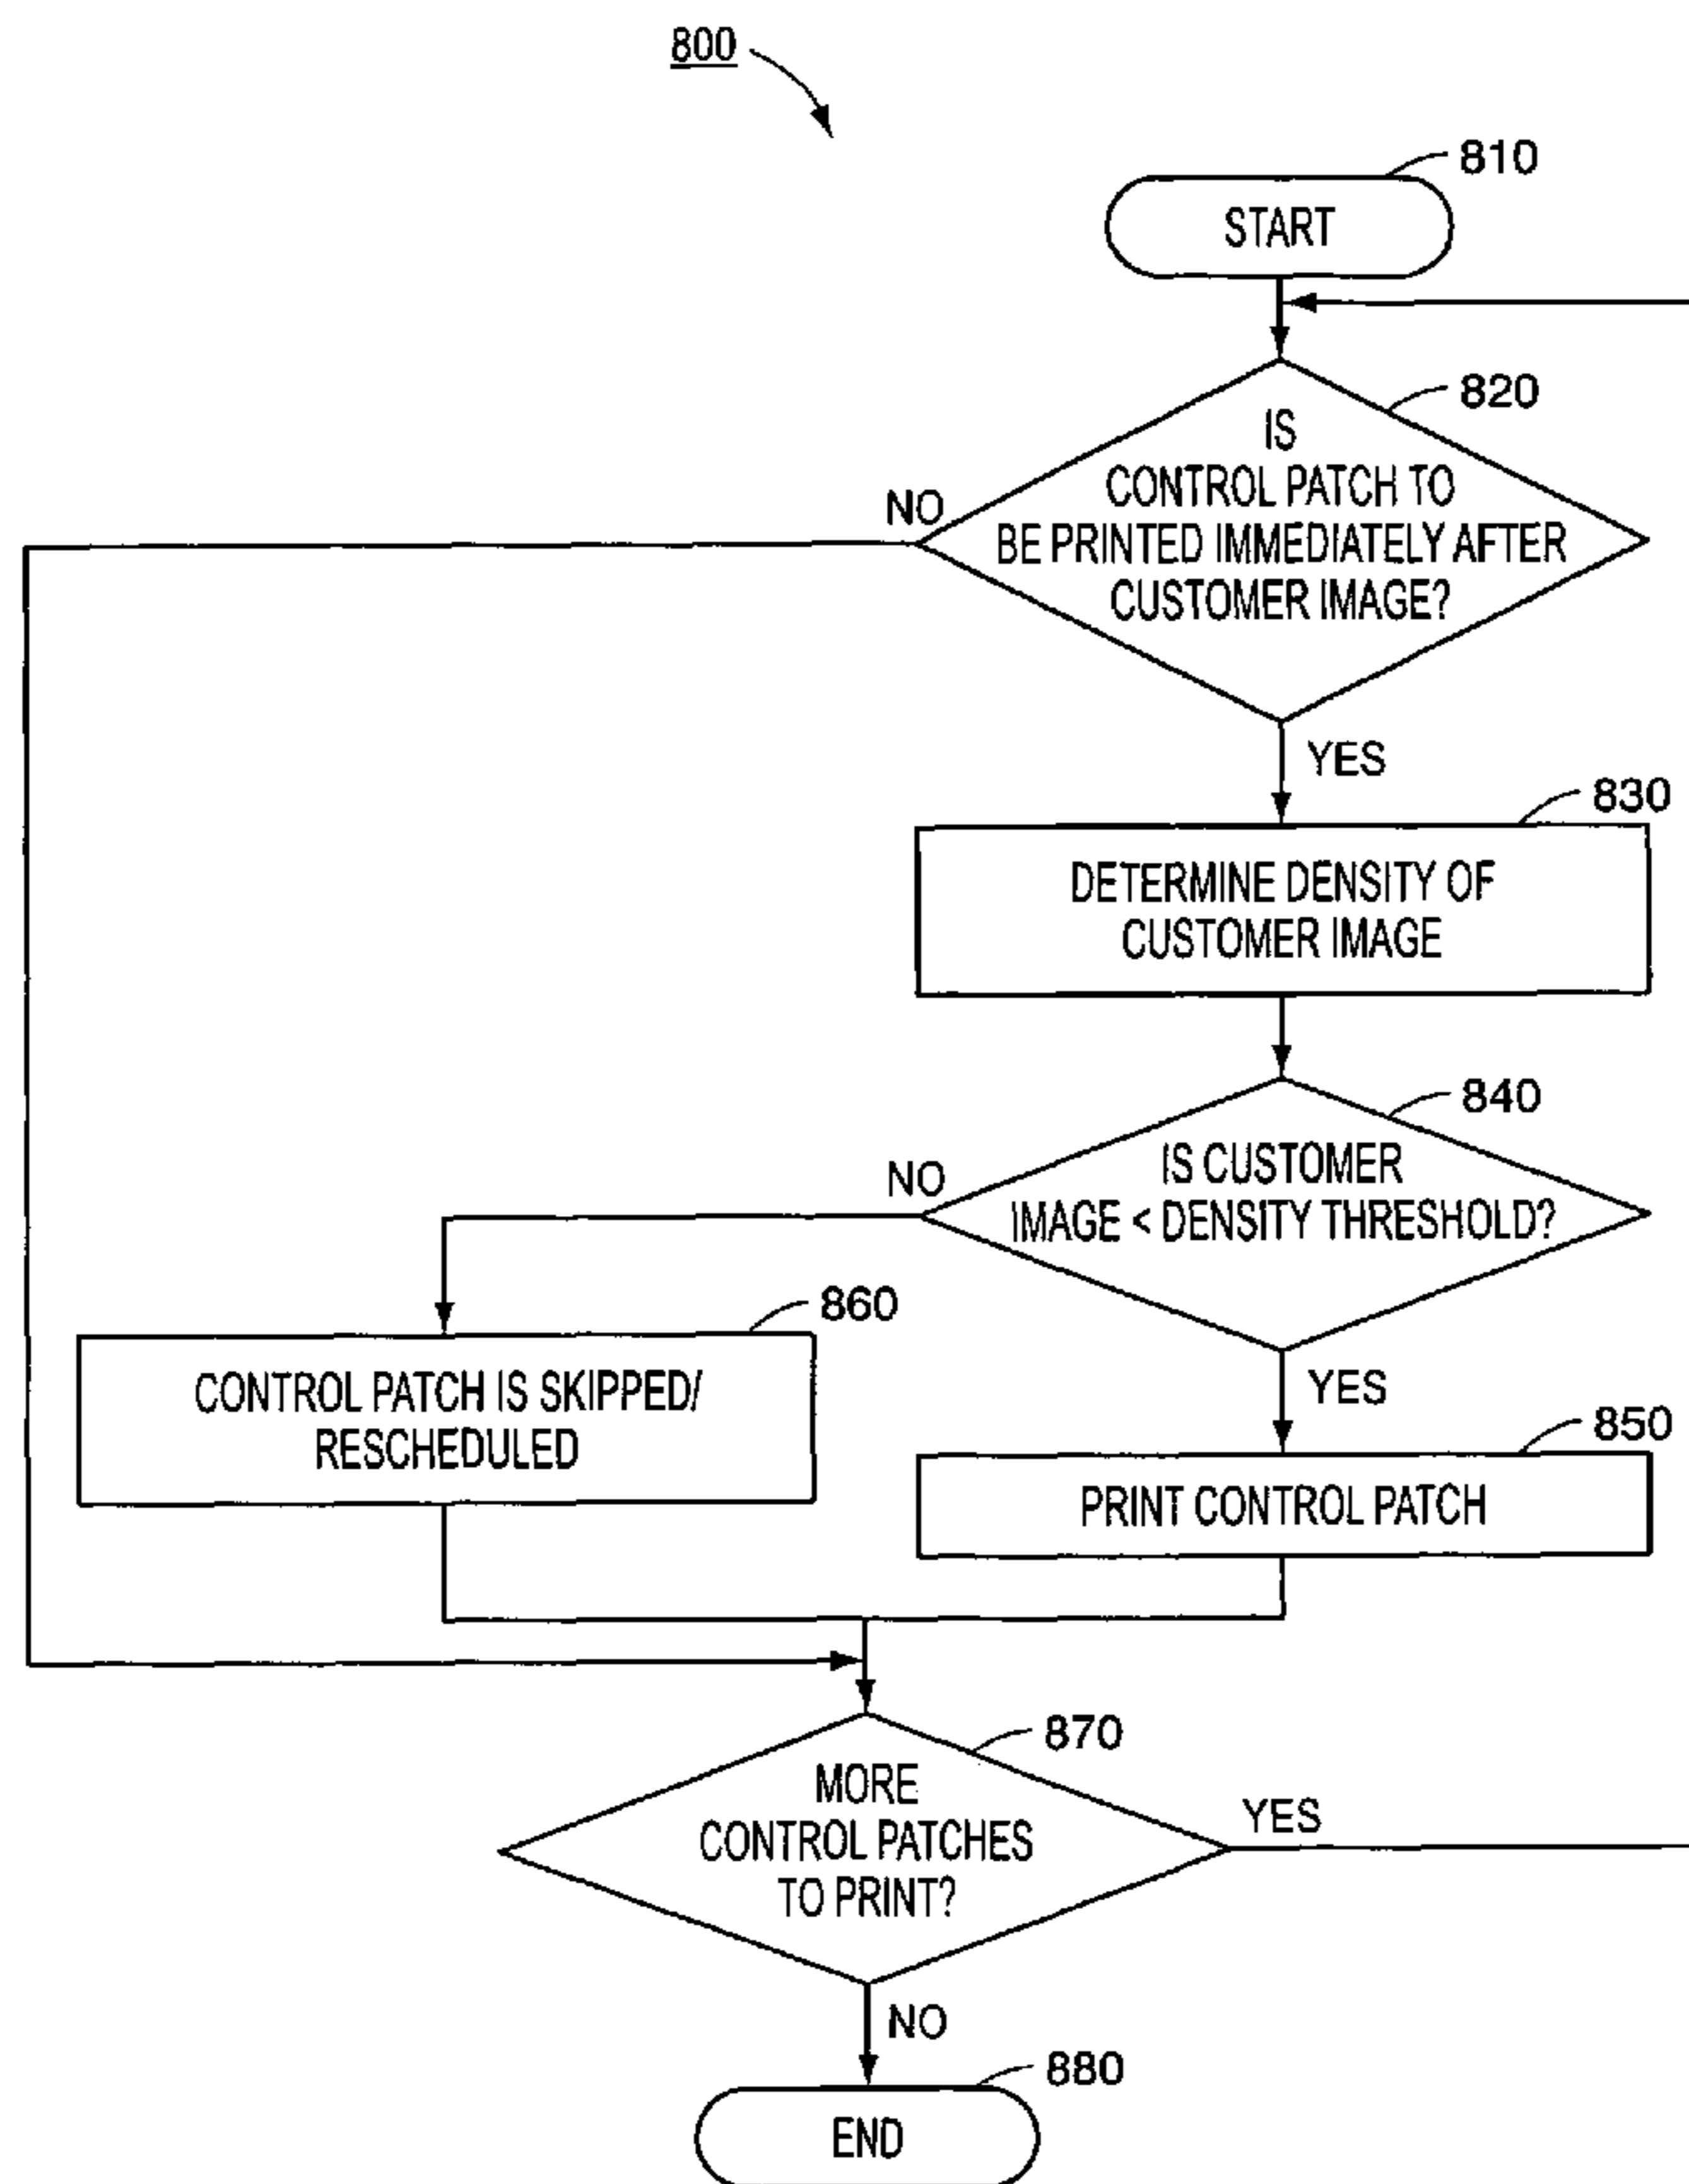 800
810
START
820
IS
CONTROL PATCH TO
BE PRINTED IMMEDIATELY AFTER
CUSTOMER IMAGE?
NO
YES
830
DETERMINE DENSITY OF
CUSTOMER IMAGE
840
IS CUSTOMER
IMAGE < DENSITY THRESHOLD?
NO
YES
860
CONTROL PATCH IS SKIPPED/
RESCHEDULED
850
PRINT CONTROL PATCH
870
MORE
CONTROL PATCHES
TO PRINT?
YES
NO
880
END